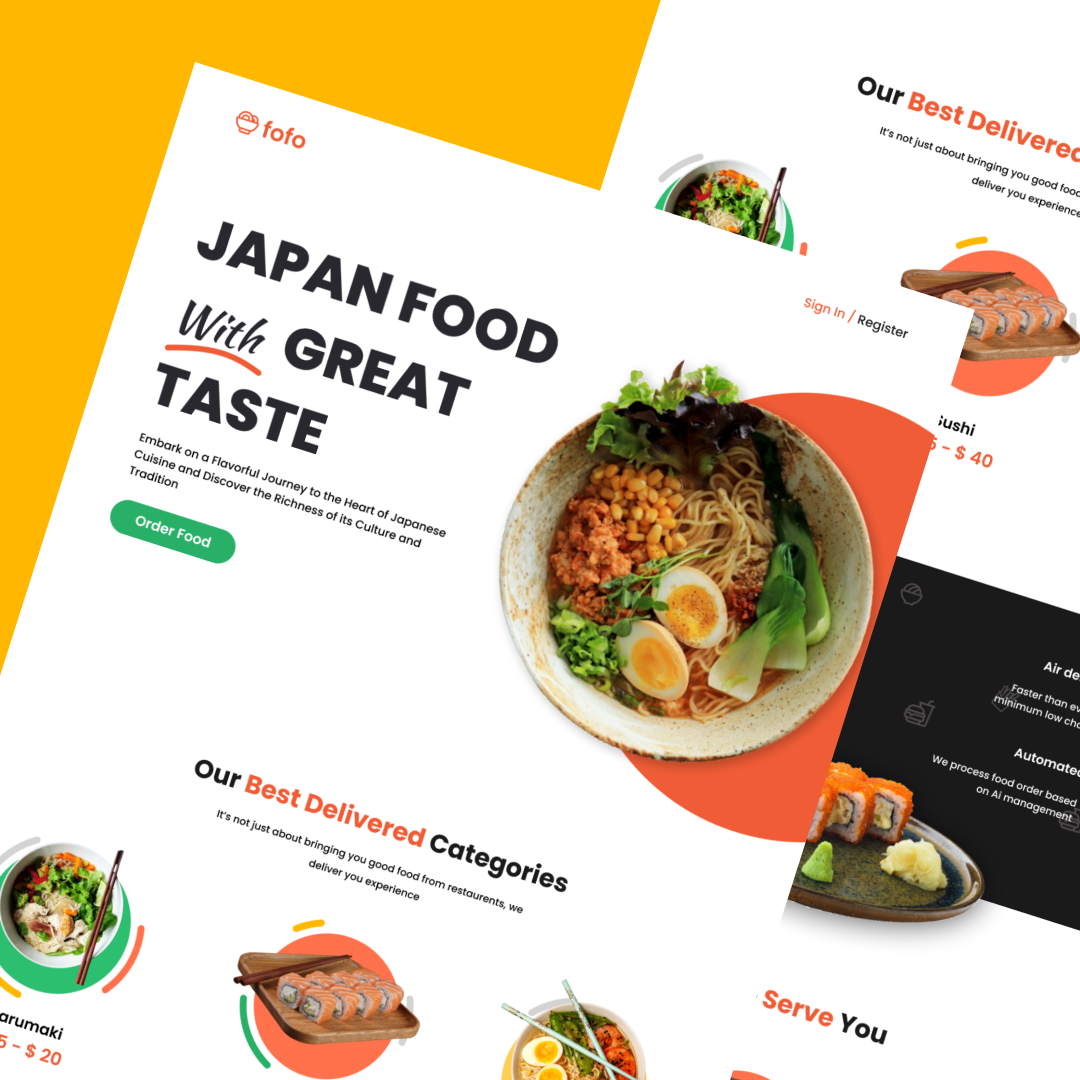 fofo
JAPAN FOOD
With GREAT
TASTE
Embark on a Flavorful Journey to the Heart of Japanese
Cuisine and Discover the Richness of its Culture and
Tradition
Order Food
Sign In / Register
Our Best Delivered Categories
It's not just about bringing you good food from restaurents, we
deliver you experience
arumaki
5 - $ 20
Our Best Delivered
It's not just about bringing you good food
deliver you experience
Sushi
5 - $ 40
Air de
Faster than ev
minimum low cha
Automated
We process food order based
on Ai management
Serve You